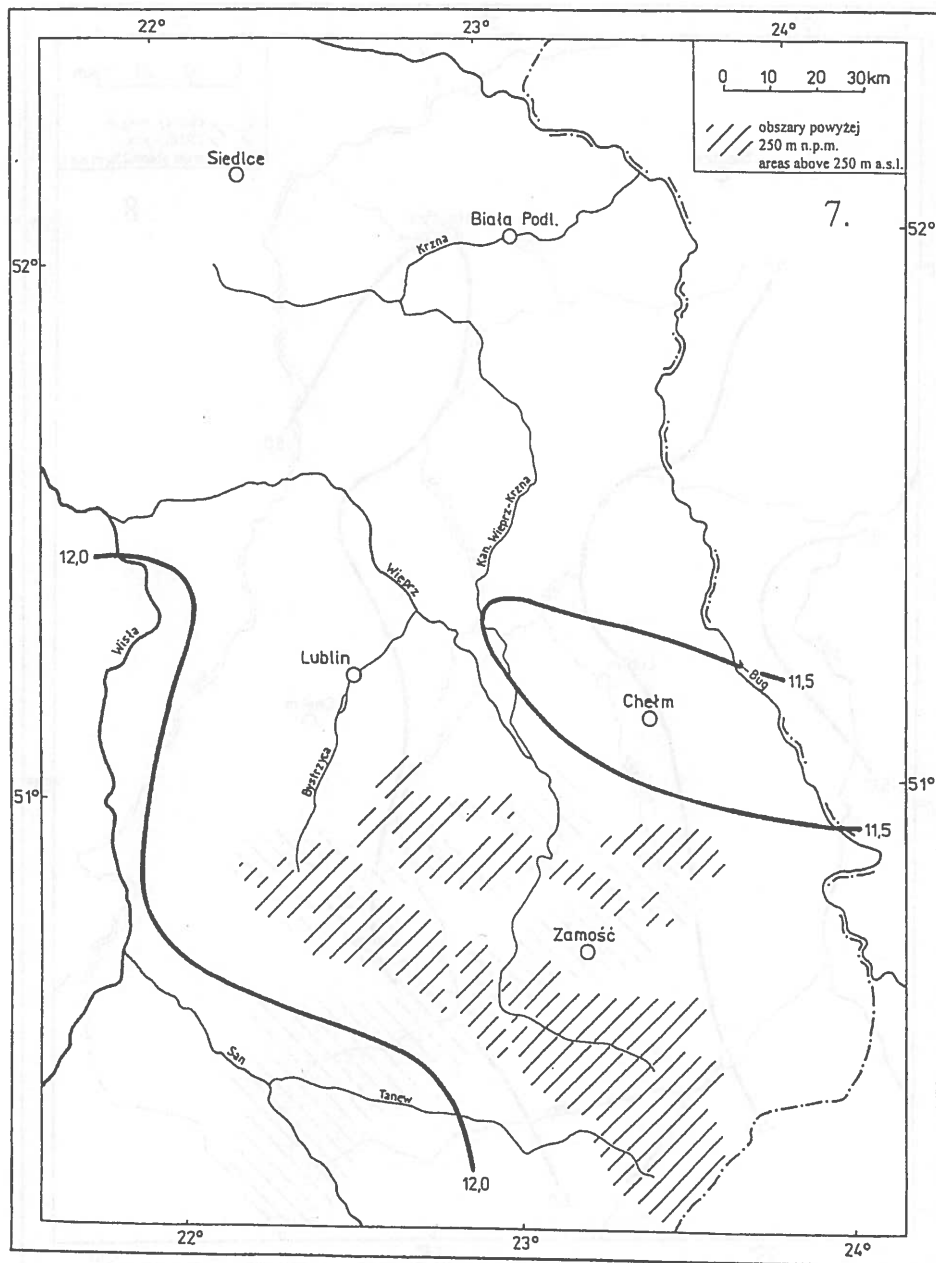 22° 23° 24°
0 10 20 30km
obszary powyżej
250 m n.p.m.
areas above 250 m a.s.l.
7.
Siedlce
Biała Podl.
Krzna
52° 52°
Kan. Wieprz-Krzna
12,0
Wieprz
Wisła
Lublin
Bug
11,5
Chełm
Bystrzyca
51° 51°
11,5
Zamość
San
Tanew
12,0
22° 23° 24°